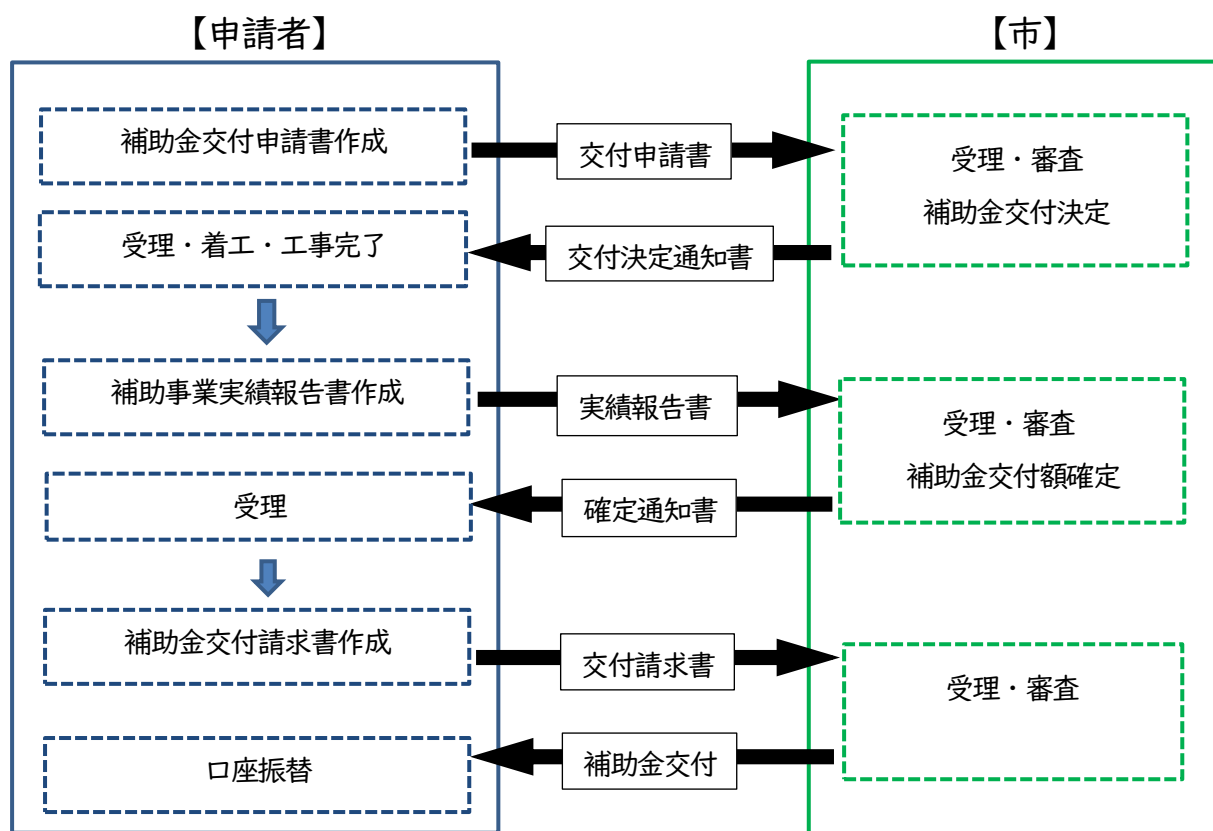 【申請者】
【市】
補助金交付申請書作成
交付申請書
受理・審査
補助金交付決定
受理・着工・工事完了
交付決定通知書
補助事業実績報告書作成
実績報告書
受理・審査
補助金交付額確定
受理
確定通知書
補助金交付請求書作成
交付請求書
受理・審査
口座振替
補助金交付